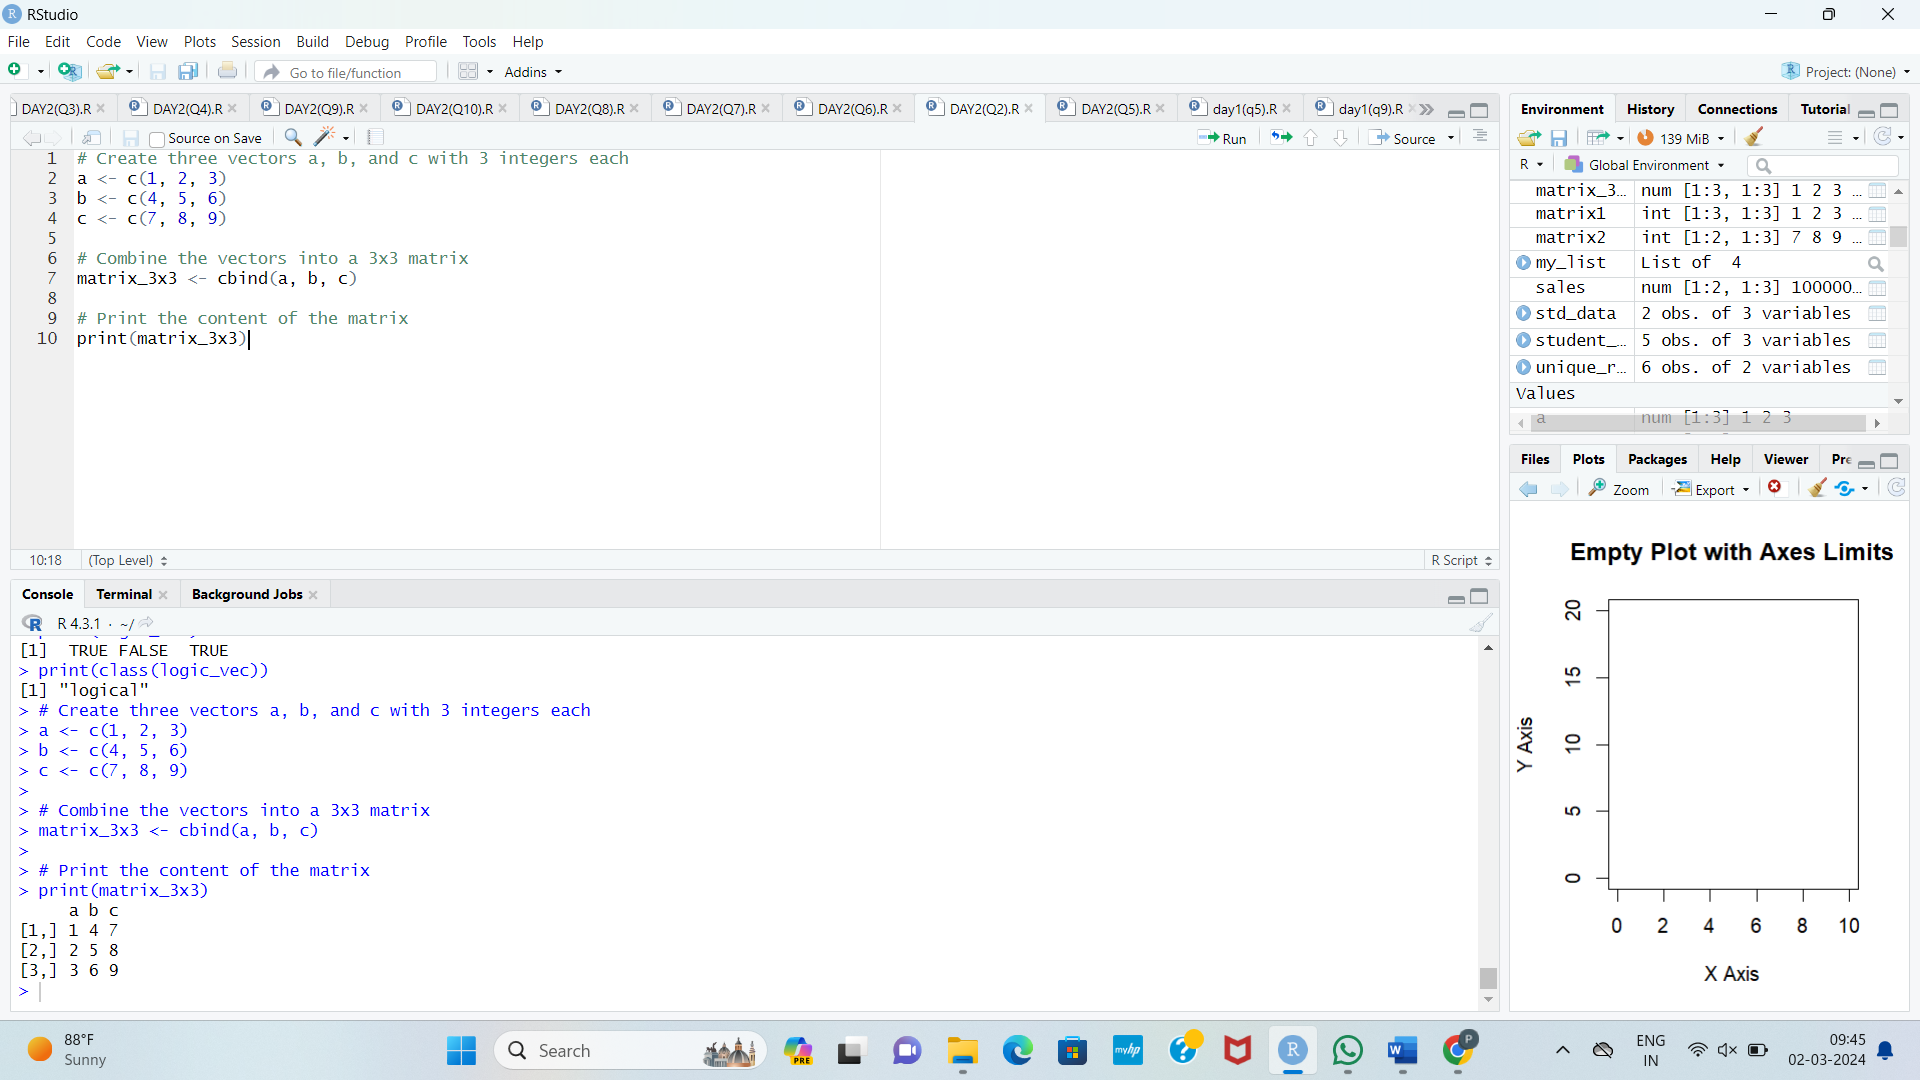 RStudio
File Edit Code View Plots Session Build Debug Profile Tools Help
Go to file/function Addins Project: (None)
DAY2(Q3).R DAY2(Q4).R DAY2(Q9).R DAY2(Q10).R DAY2(Q8).R DAY2(Q7).R DAY2(Q6).R DAY2(Q2).R DAY2(Q5).R day1(q5).R day1(q9).R
Source on Save Run Source
1 # Create three vectors a, b, and c with 3 integers each
2 a <- c(1, 2, 3)
3 b <- c(4, 5, 6)
4 c <- c(7, 8, 9)
5
6 # Combine the vectors into a 3x3 matrix
7 matrix_3x3 <- cbind(a, b, c)
8
9 # Print the content of the matrix
10 print(matrix_3x3)
10:18 (Top Level) R Script
Console Terminal Background Jobs
R 4.3.1 · ~/
[1]  TRUE FALSE  TRUE
> print(class(logic_vec))
[1] "logical"
> # Create three vectors a, b, and c with 3 integers each
> a <- c(1, 2, 3)
> b <- c(4, 5, 6)
> c <- c(7, 8, 9)
>
> # Combine the vectors into a 3x3 matrix
> matrix_3x3 <- cbind(a, b, c)
>
> # Print the content of the matrix
> print(matrix_3x3)
     a b c
[1,] 1 4 7
[2,] 2 5 8
[3,] 3 6 9
>
Environment History Connections Tutorial
139 MiB
R Global Environment
matrix_3... num [1:3, 1:3] 1 2 3 ...
matrix1 int [1:3, 1:3] 1 2 3 ...
matrix2 int [1:2, 1:3] 7 8 9 ...
my_list List of  4
sales num [1:2, 1:3] 100000...
std_data 2 obs. of 3 variables
student_... 5 obs. of 3 variables
unique_r... 6 obs. of 2 variables
Values
a num [1:3] 1 2 3
Files Plots Packages Help Viewer Pre
Zoom Export
Empty Plot with Axes Limits
Y Axis
20
15
10
5
0
0 2 4 6 8 10
X Axis
88°F
Sunny
Search
PRE
myhp
R
P
ENG
IN
09:45
02-03-2024